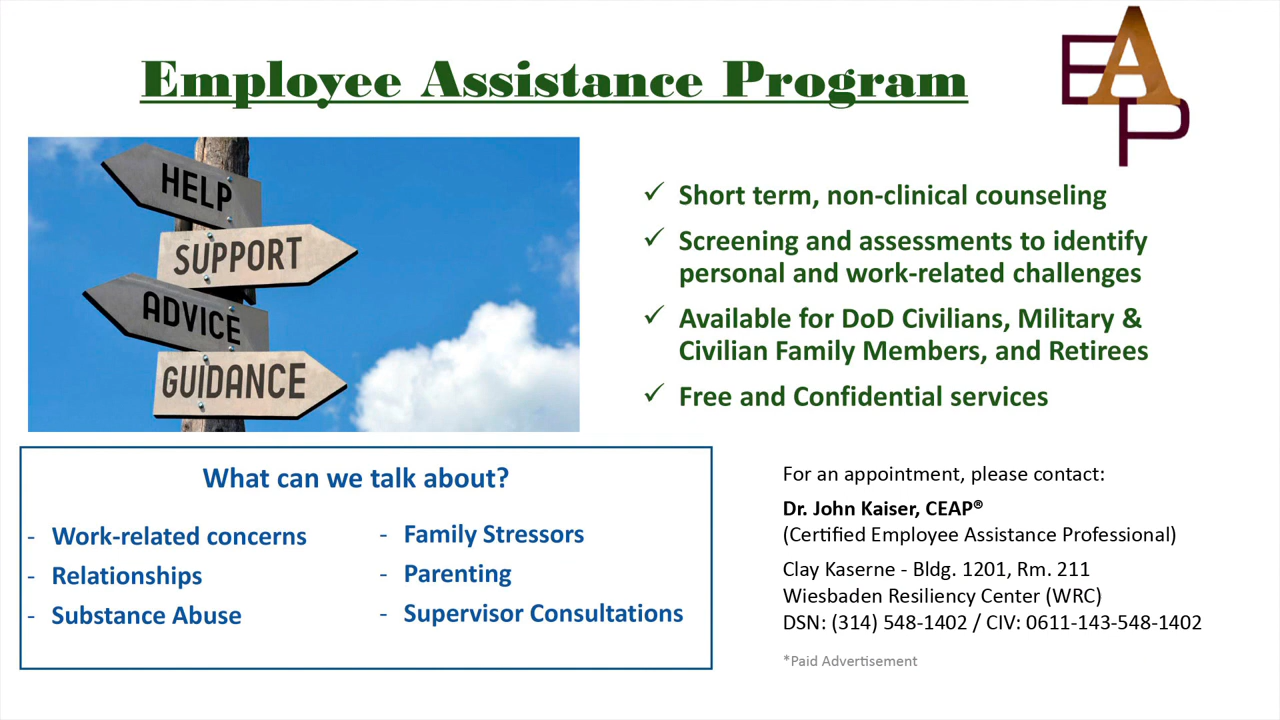 Employee Assistance Program
EAP
HELP
SUPPORT
ADVICE
GUIDANCE
✓ Short term, non-clinical counseling
✓ Screening and assessments to identify
personal and work-related challenges
✓ Available for DoD Civilians, Military &
Civilian Family Members, and Retirees
✓ Free and Confidential services
What can we talk about?
- Work-related concerns
- Relationships
- Substance Abuse
- Family Stressors
- Parenting
- Supervisor Consultations
For an appointment, please contact:
Dr. John Kaiser, CEAP®
(Certified Employee Assistance Professional)
Clay Kaserne - Bldg. 1201, Rm. 211
Wiesbaden Resiliency Center (WRC)
DSN: (314) 548-1402 / CIV: 0611-143-548-1402
*Paid Advertisement